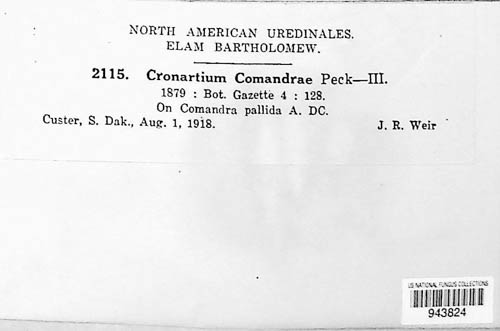 NORTH AMERICAN UREDINALES.
ELAM BARTHOLOMEW.
2115. Cronartium Comandrae Peck—III.
1879 : Bot. Gazette 4 : 128.
On Comandra pallida A. DC.
Custer, S. Dak., Aug. 1, 1918. J. R. Weir
US NATIONAL FUNGUS COLLECTIONS
943824